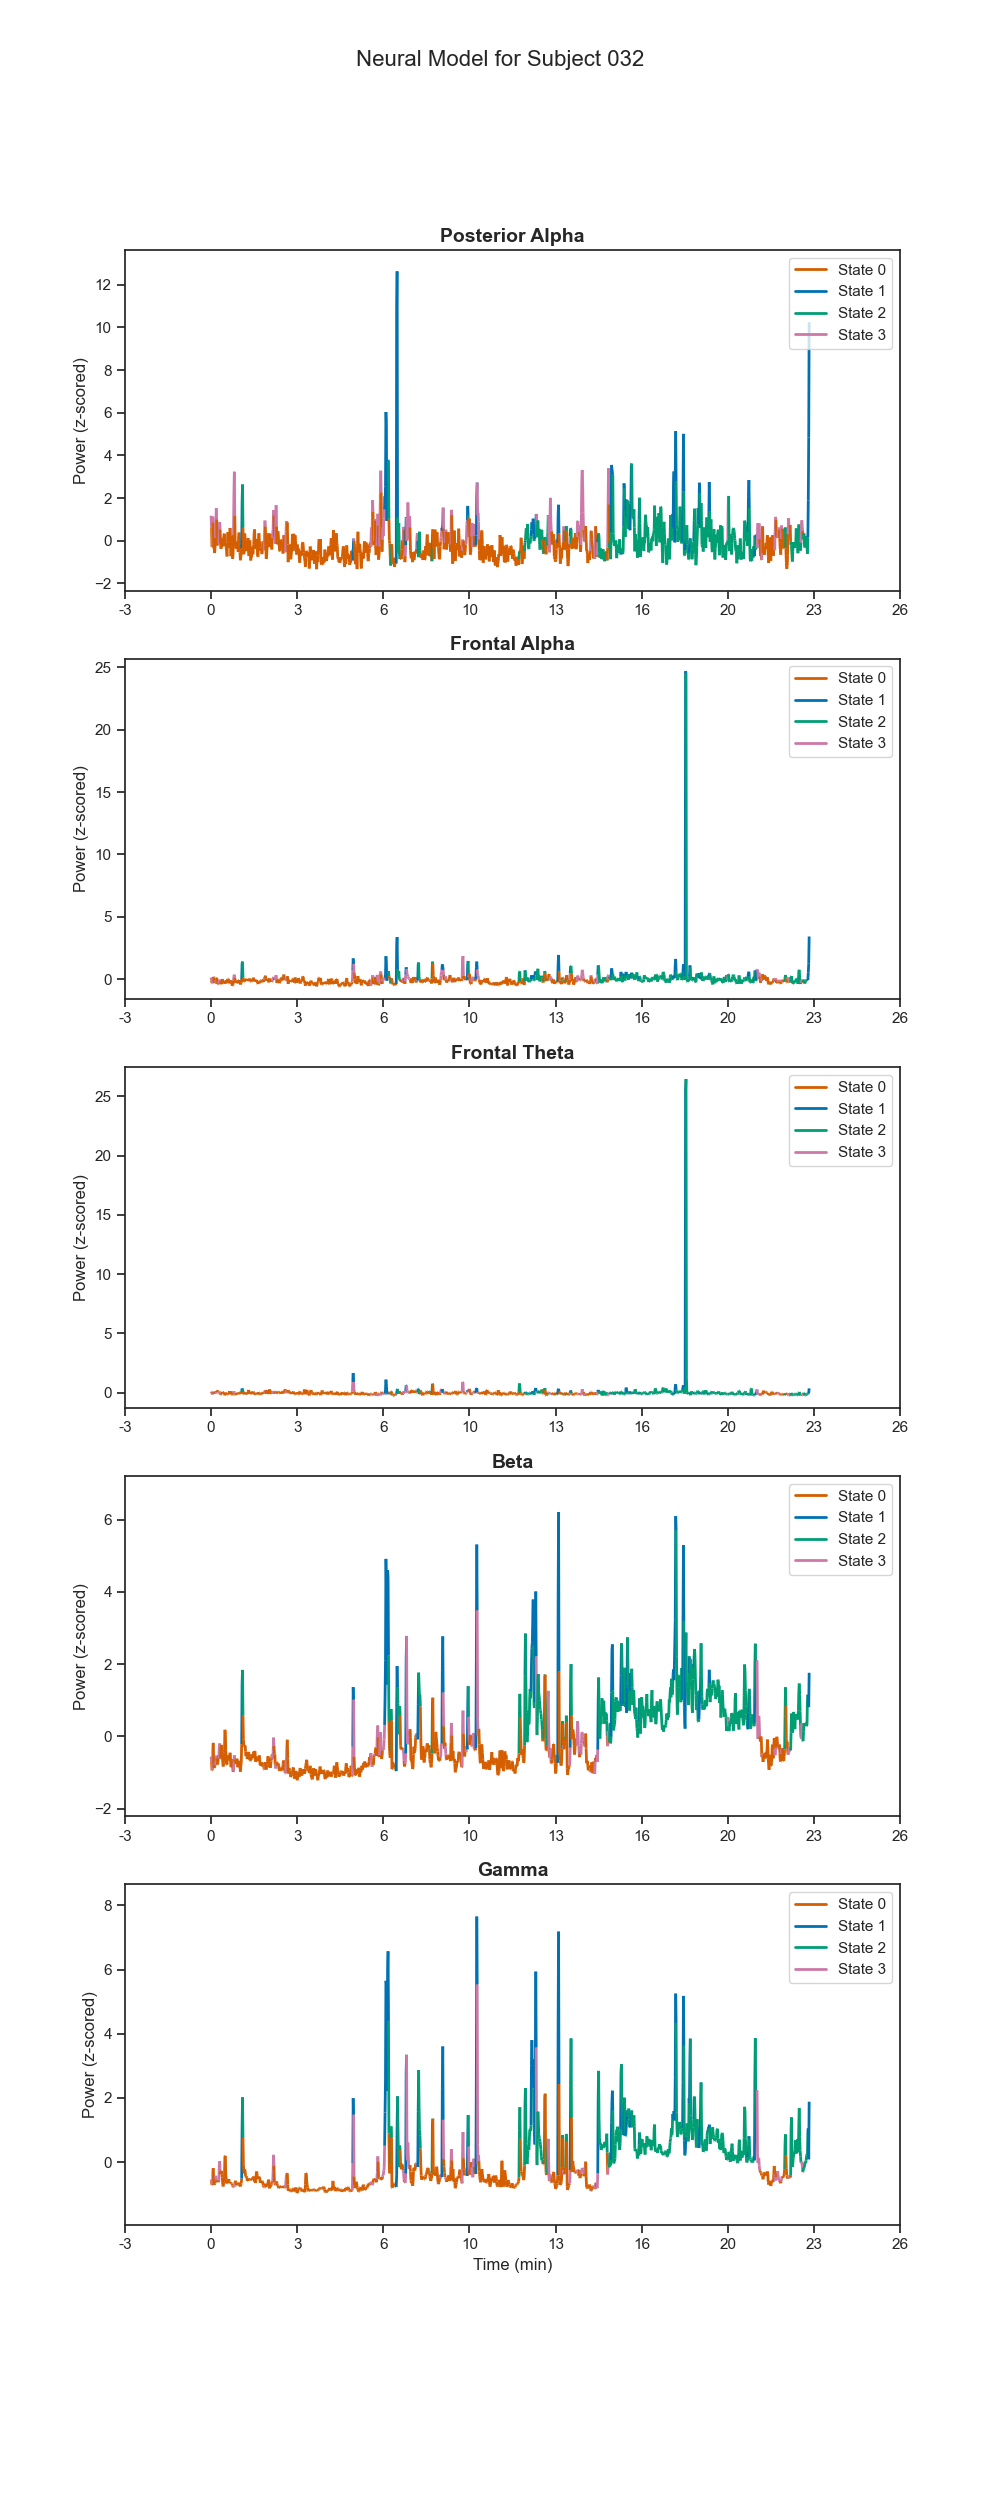 Neural Model for Subject 032
Posterior Alpha
Power (z-scored)
12
10
8
6
4
2
0
−2
-3 0 3 6 10 13 16 20 23 26
State 0
State 1
State 2
State 3
Frontal Alpha
Power (z-scored)
25
20
15
10
5
0
-3 0 3 6 10 13 16 20 23 26
State 0
State 1
State 2
State 3
Frontal Theta
Power (z-scored)
25
20
15
10
5
0
-3 0 3 6 10 13 16 20 23 26
State 0
State 1
State 2
State 3
Beta
Power (z-scored)
6
4
2
0
−2
-3 0 3 6 10 13 16 20 23 26
State 0
State 1
State 2
State 3
Gamma
Power (z-scored)
8
6
4
2
0
-3 0 3 6 10 13 16 20 23 26
State 0
State 1
State 2
State 3
Time (min)